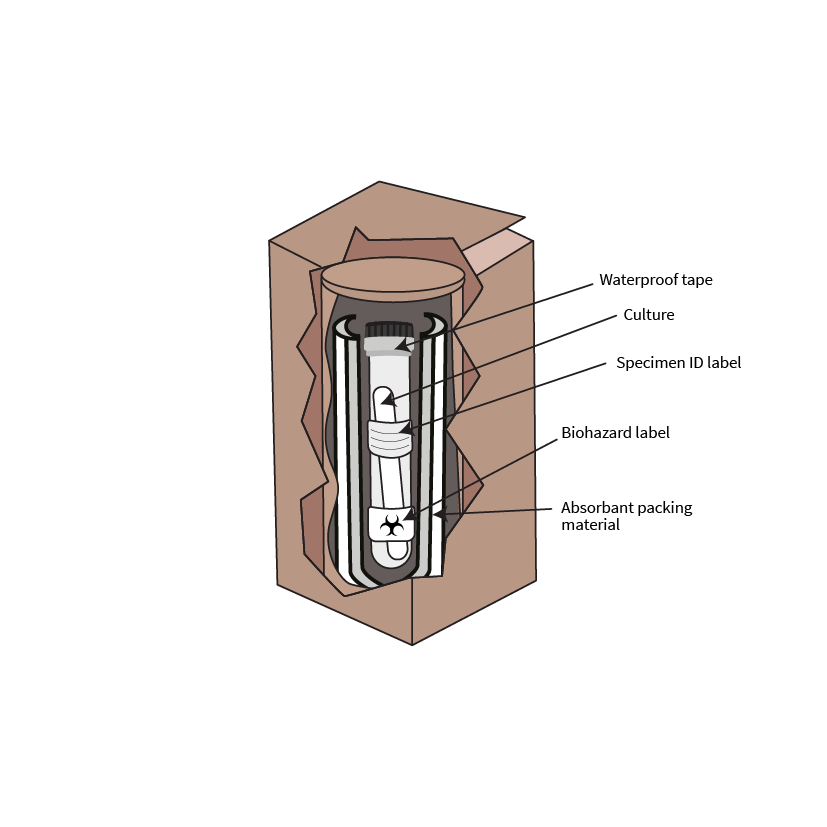 Waterproof tape
Culture
Specimen ID label
Biohazard label
Absorbant packing
material